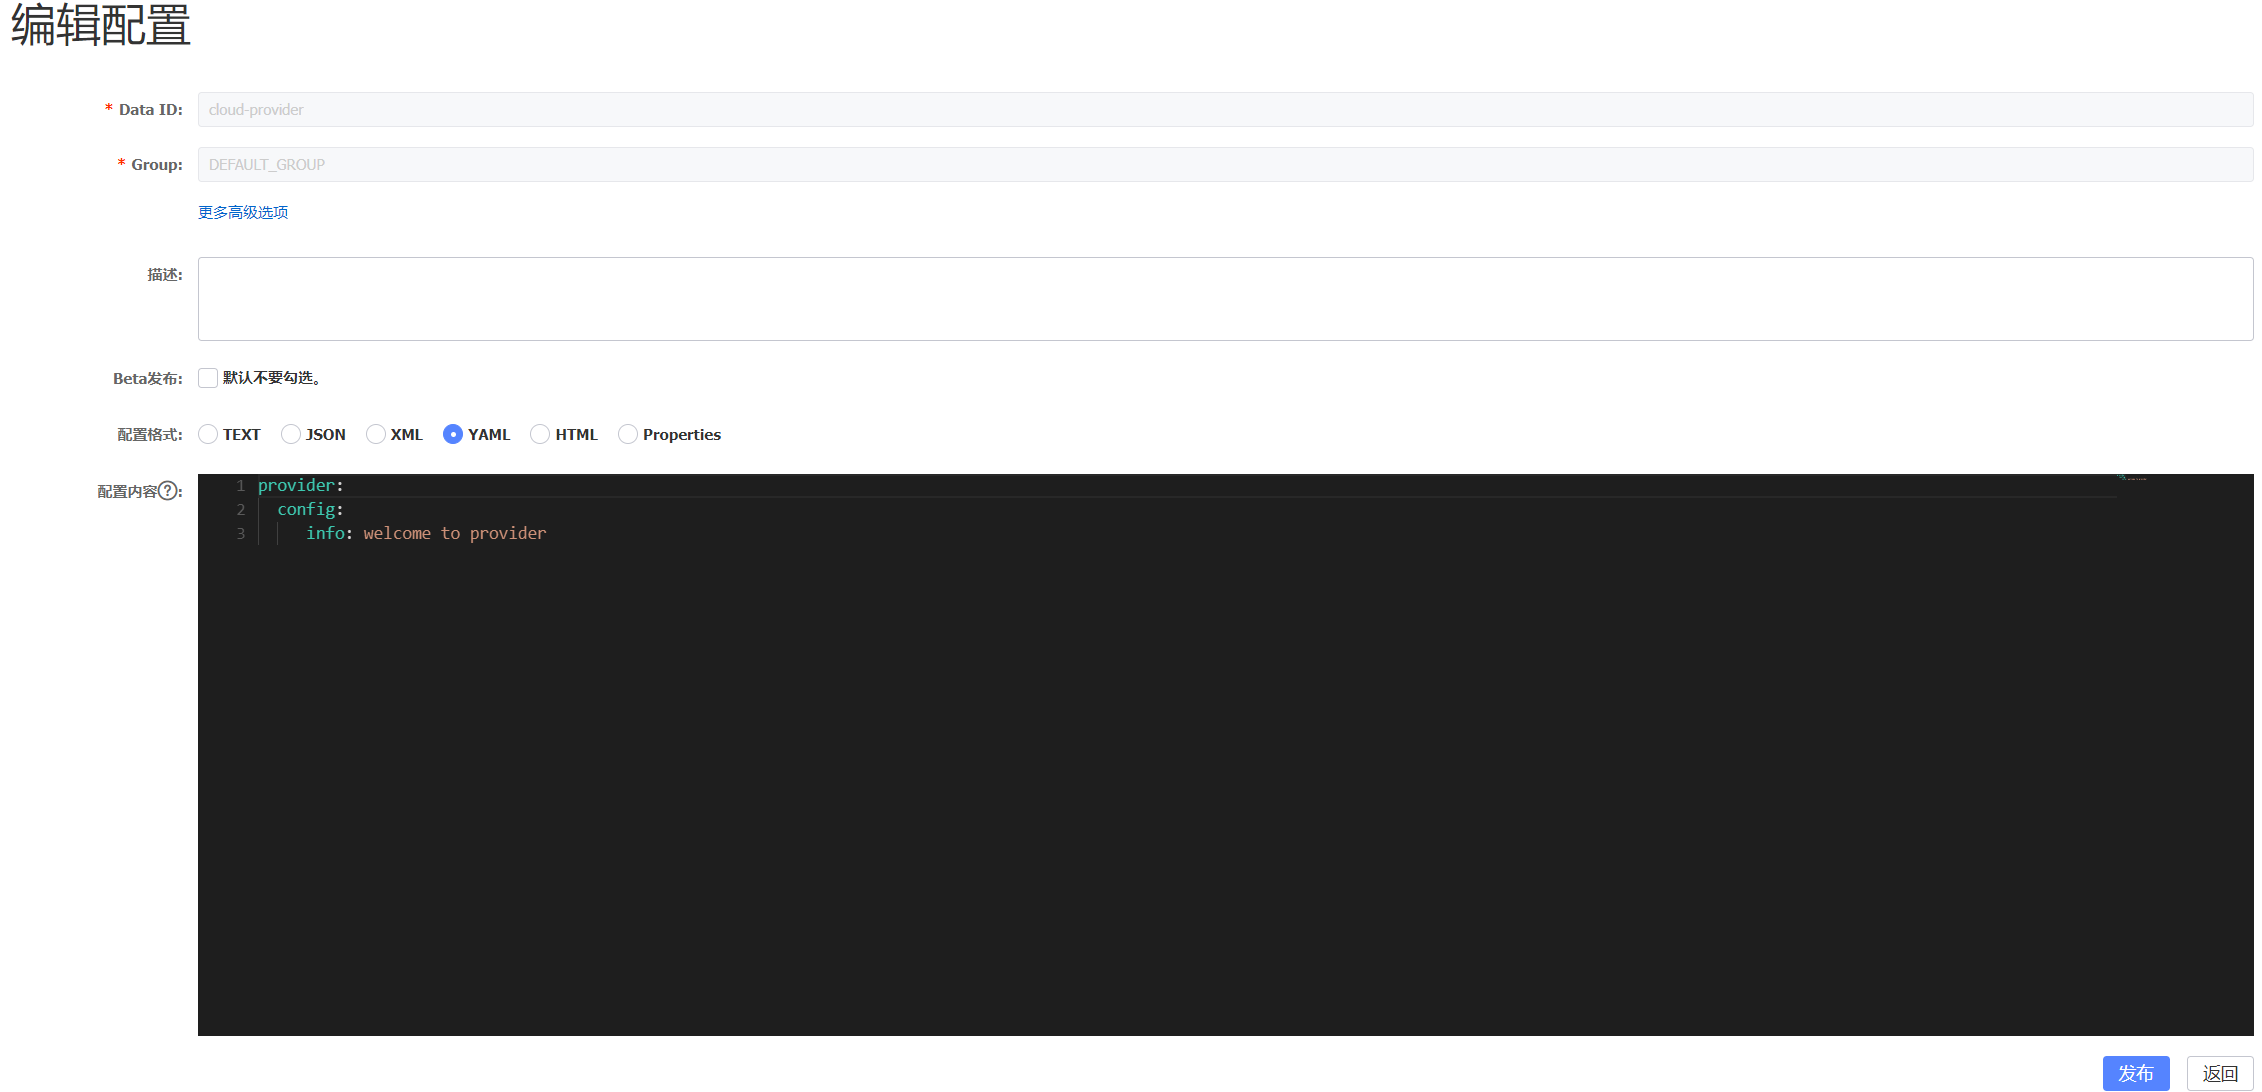 编辑配置
* Data ID: cloud-provider
* Group: DEFAULT_GROUP
更多高级选项
描述:
Beta发布: 默认不要勾选。
配置格式: TEXT JSON XML YAML HTML Properties
配置内容?: 1 provider:
2 config:
3 info: welcome to provider
发布 返回